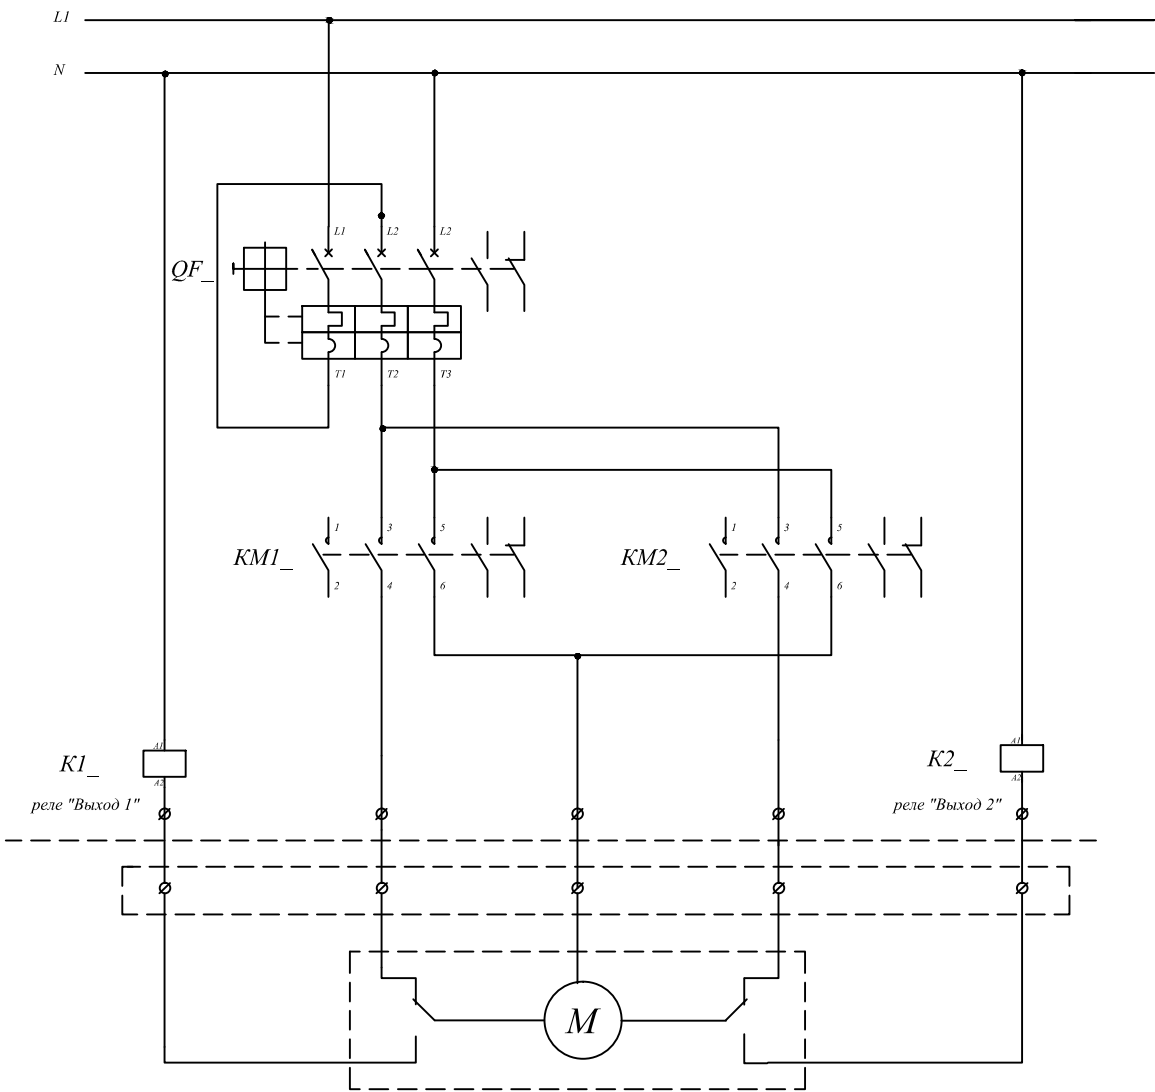 L1
N
L1 L2 L2
QF_
T1 T2 T3
1 3 5 1 3 5
KM1_ KM2_
2 4 6 2 4 6
A1 A1
K1_ K2_
A2 A2
реле "Выход 1" реле "Выход 2"
M